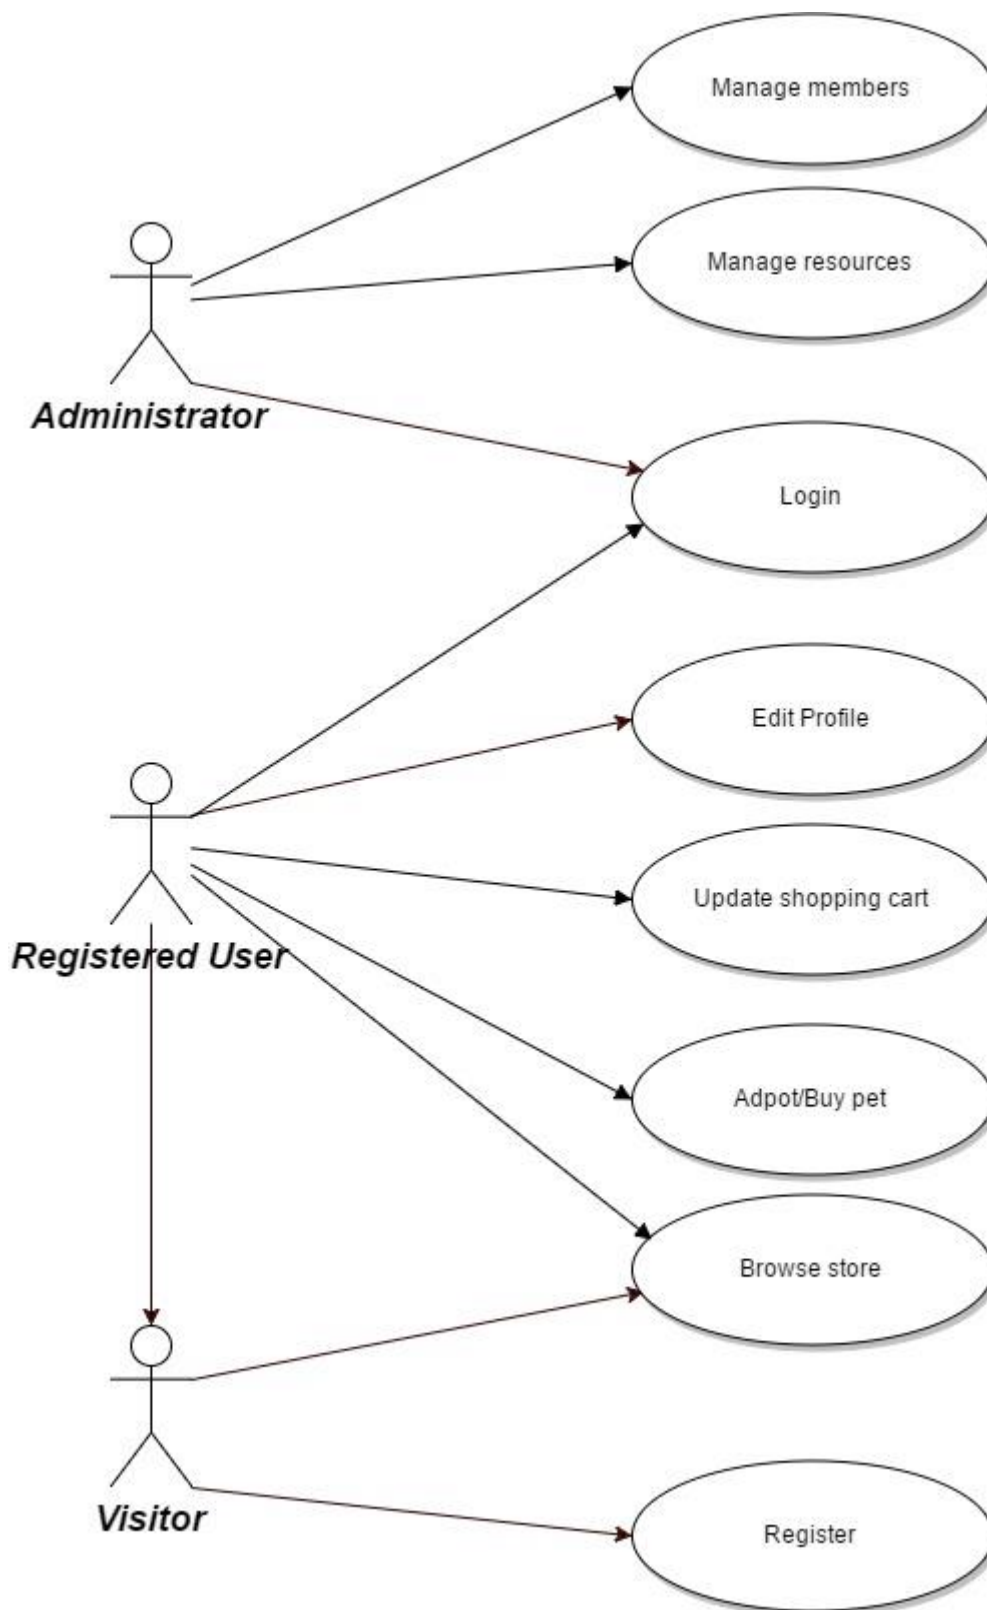 Manage members
Manage resources
Administrator
Login
Edit Profile
Update shopping cart
Registered User
Adpot/Buy pet
Browse store
Visitor
Register